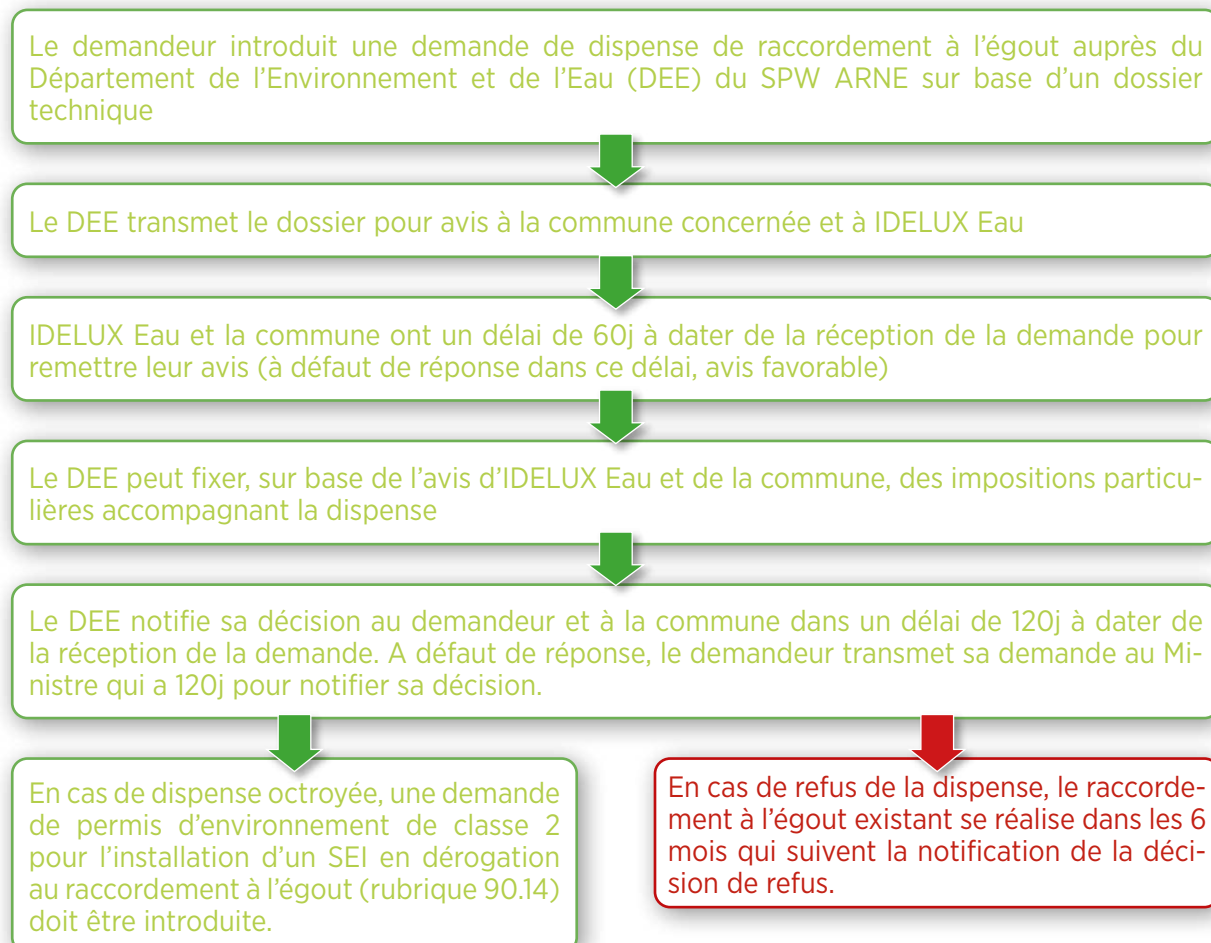 Le demandeur introduit une demande de dispense de raccordement à l'égout auprès du
Département de l'Environnement et de l'Eau (DEE) du SPW ARNE sur base d'un dossier
technique
Le DEE transmet le dossier pour avis à la commune concernée et à IDELUX Eau
IDELUX Eau et la commune ont un délai de 60j à dater de la réception de la demande pour
remettre leur avis (à défaut de réponse dans ce délai, avis favorable)
Le DEE peut fixer, sur base de l'avis d'IDELUX Eau et de la commune, des impositions particu-
lières accompagnant la dispense
Le DEE notifie sa décision au demandeur et à la commune dans un délai de 120j à dater de
la réception de la demande. A défaut de réponse, le demandeur transmet sa demande au Mi-
nistre qui a 120j pour notifier sa décision.
En cas de dispense octroyée, une demande
de permis d'environnement de classe 2
pour l'installation d'un SEI en dérogation
au raccordement à l'égout (rubrique 90.14)
doit être introduite.
En cas de refus de la dispense, le raccorde-
ment à l'égout existant se réalise dans les 6
mois qui suivent la notification de la déci-
sion de refus.